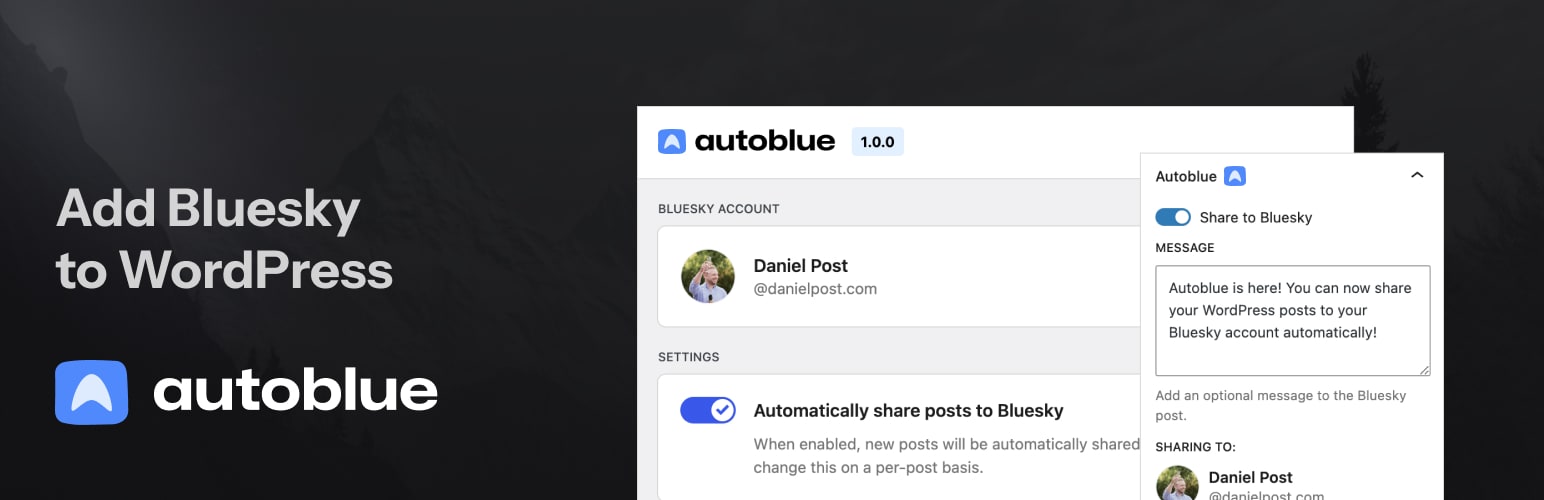 Add Bluesky
to WordPress
autoblue
autoblue 1.0.0
BLUESKY ACCOUNT
Daniel Post
@danielpost.com
SETTINGS
Automatically share posts to Bluesky
When enabled, new posts will be automatically shared
change this on a per-post basis.
Autoblue
Share to Bluesky
MESSAGE
Autoblue is here! You can now share
your WordPress posts to your
Bluesky account automatically!
Add an optional message to the Bluesky
post.
SHARING TO:
Daniel Post
@danielpost.com